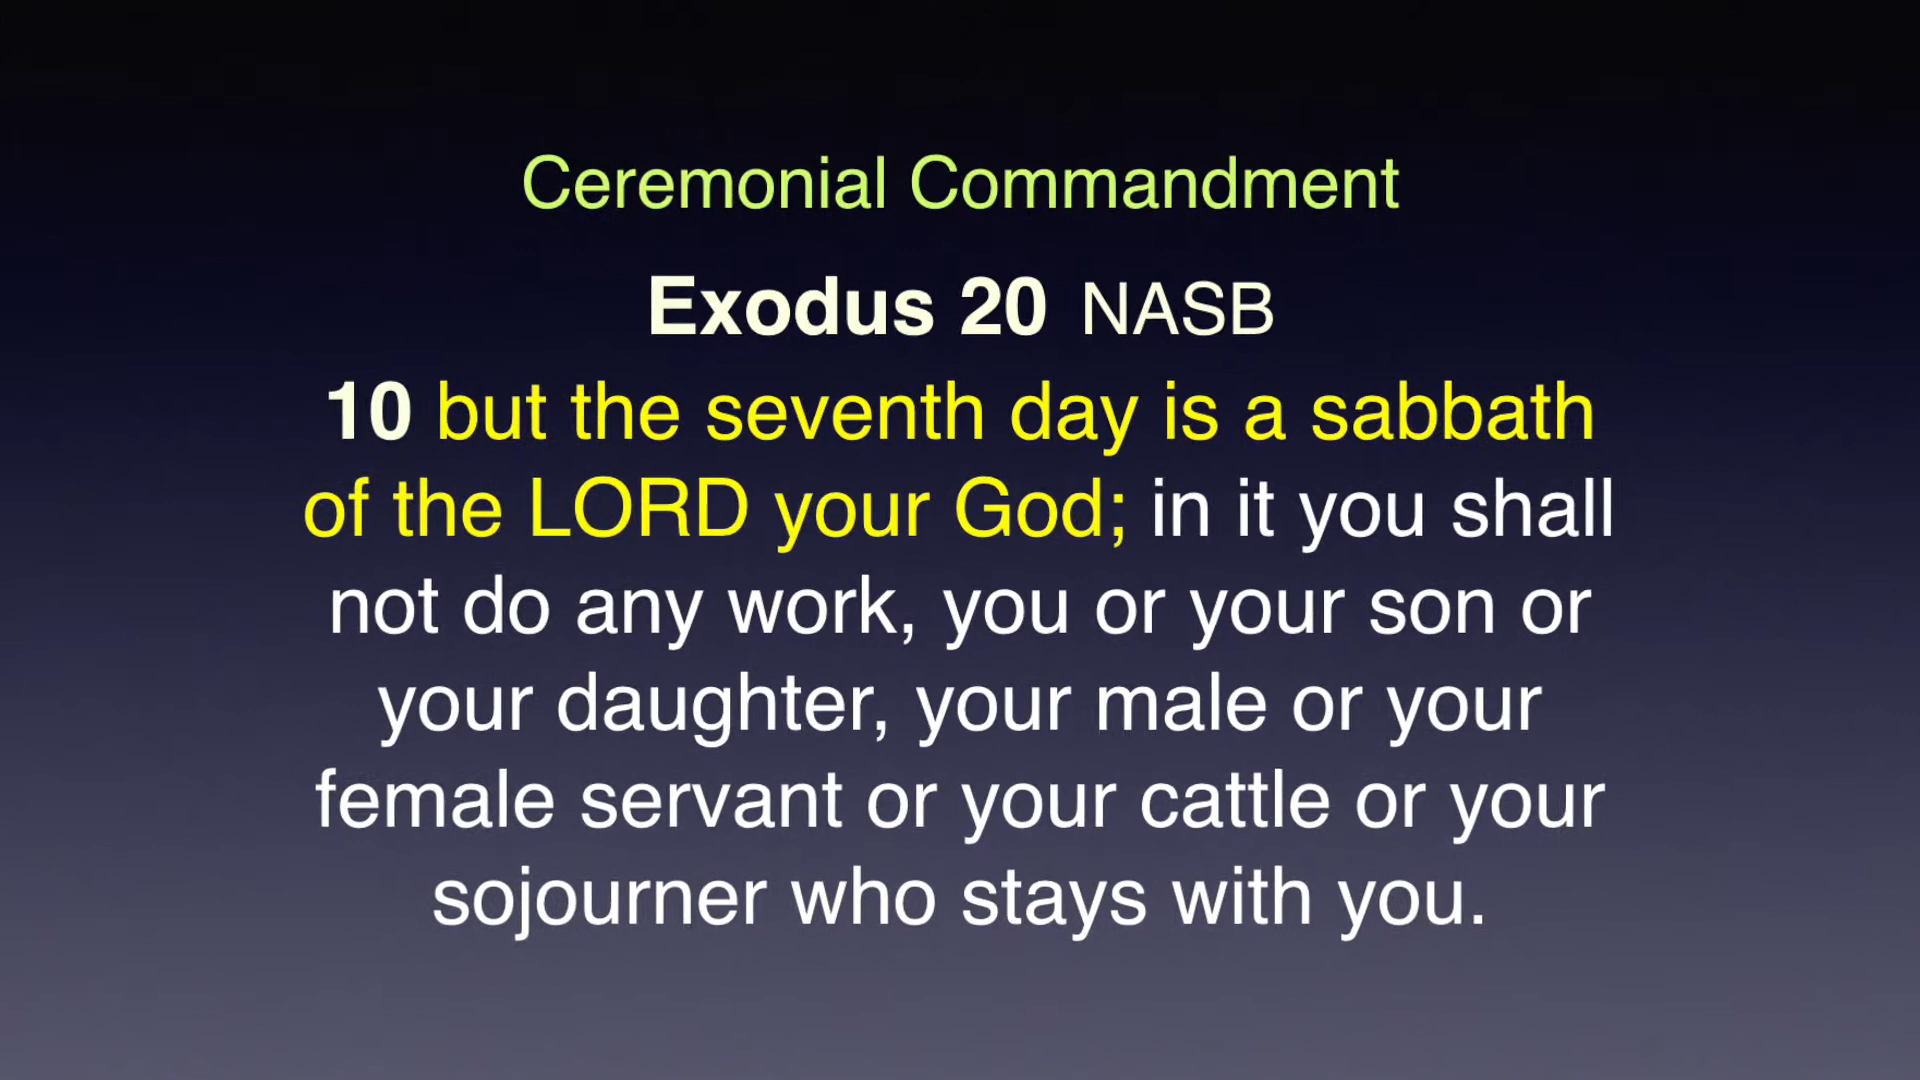 Ceremonial Commandment
Exodus 20 NASB
10 but the seventh day is a sabbath
of the LORD your God; in it you shall
not do any work, you or your son or
your daughter, your male or your
female servant or your cattle or your
sojourner who stays with you.